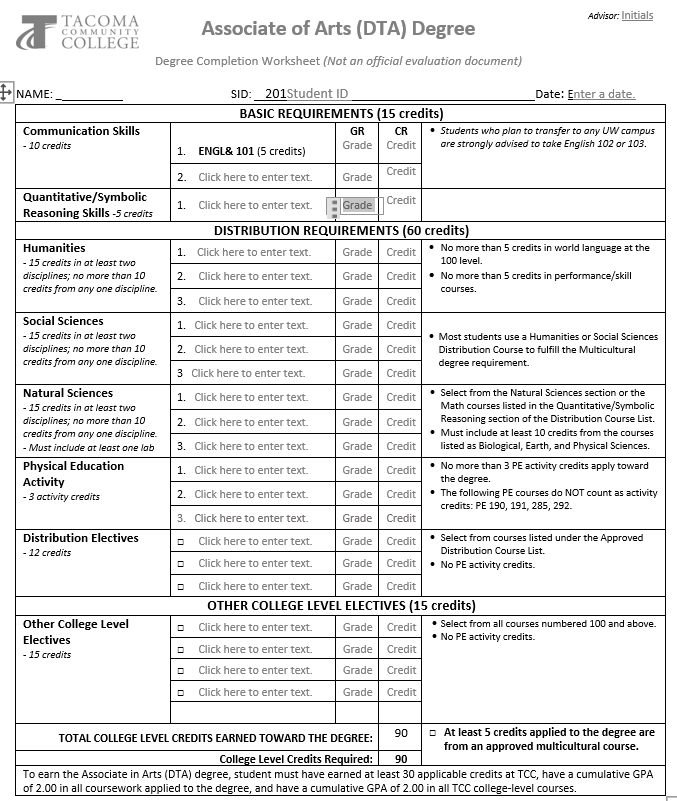 TACOMA
COMMUNITY
COLLEGE
Advisor: Initials
Associate of Arts (DTA) Degree
Degree Completion Worksheet (Not an official evaluation document)
NAME: _ SID: 201Student ID Date: Enter a date.
BASIC REQUIREMENTS (15 credits)
Communication Skills
- 10 credits
GR CR
1. ENGL& 101 (5 credits) Grade Credit
2. Click here to enter text. Grade Credit
• Students who plan to transfer to any UW campus
are strongly advised to take English 102 or 103.
Quantitative/Symbolic
Reasoning Skills -5 credits
1. Click here to enter text. Grade Credit
DISTRIBUTION REQUIREMENTS (60 credits)
Humanities
- 15 credits in at least two
disciplines; no more than 10
credits from any one discipline.
1. Click here to enter text. Grade Credit
2. Click here to enter text. Grade Credit
3. Click here to enter text. Grade Credit
• No more than 5 credits in world language at the
100 level.
• No more than 5 credits in performance/skill
courses.
Social Sciences
- 15 credits in at least two
disciplines; no more than 10
credits from any one discipline.
1. Click here to enter text. Grade Credit
2. Click here to enter text. Grade Credit
3 Click here to enter text. Grade Credit
• Most students use a Humanities or Social Sciences
Distribution Course to fulfill the Multicultural
degree requirement.
Natural Sciences
- 15 credits in at least two
disciplines; no more than 10
credits from any one discipline.
- Must include at least one lab
1. Click here to enter text. Grade Credit
2. Click here to enter text. Grade Credit
3. Click here to enter text. Grade Credit
• Select from the Natural Sciences section or the
Math courses listed in the Quantitative/Symbolic
Reasoning section of the Distribution Course List.
• Must include at least 10 credits from the courses
listed as Biological, Earth, and Physical Sciences.
Physical Education
Activity
- 3 activity credits
1. Click here to enter text. Grade Credit
2. Click here to enter text. Grade Credit
3. Click here to enter text. Grade Credit
• No more than 3 PE activity credits apply toward
the degree.
• The following PE courses do NOT count as activity
credits: PE 190, 191, 285, 292.
Distribution Electives
- 12 credits
□ Click here to enter text. Grade Credit
□ Click here to enter text. Grade Credit
□ Click here to enter text. Grade Credit
• Select from courses listed under the Approved
Distribution Course List.
• No PE activity credits.
OTHER COLLEGE LEVEL ELECTIVES (15 credits)
Other College Level
Electives
- 15 credits
□ Click here to enter text. Grade Credit
□ Click here to enter text. Grade Credit
□ Click here to enter text. Grade Credit
□ Click here to enter text. Grade Credit
• Select from all courses numbered 100 and above.
• No PE activity credits.
TOTAL COLLEGE LEVEL CREDITS EARNED TOWARD THE DEGREE: 90
College Level Credits Required: 90
□ At least 5 credits applied to the degree are
from an approved multicultural course.
To earn the Associate in Arts (DTA) degree, student must have earned at least 30 applicable credits at TCC, have a cumulative GPA
of 2.00 in all coursework applied to the degree, and have a cumulative GPA of 2.00 in all TCC college-level courses.